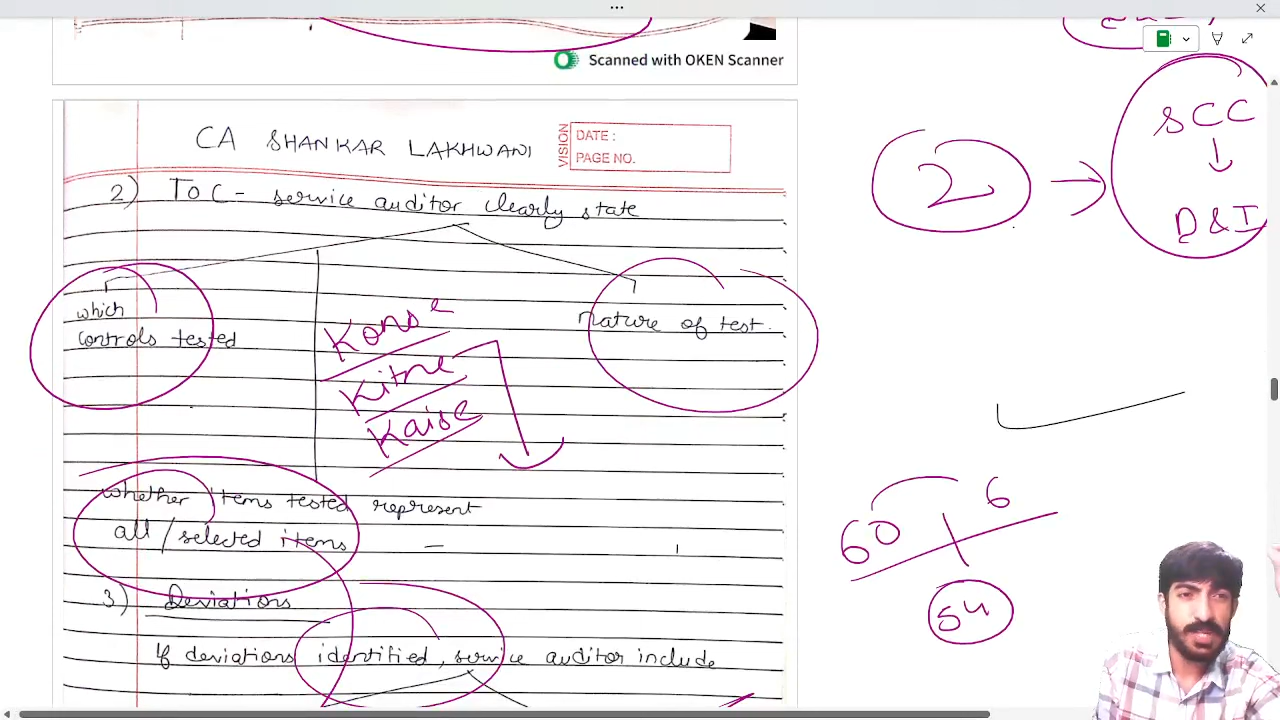 Scanned with OKEN Scanner
SCC
D & I
2
CA SHANKAR LAKHWANI
VISION
DATE :
PAGE NO.
2) TOC - service auditor clearly state
which
controls tested
nature of test.
Konse
Kitne
Kaise
whether items tested represent
all / selected items
60 6
54
3) Deviations
If deviations identified, service auditor include